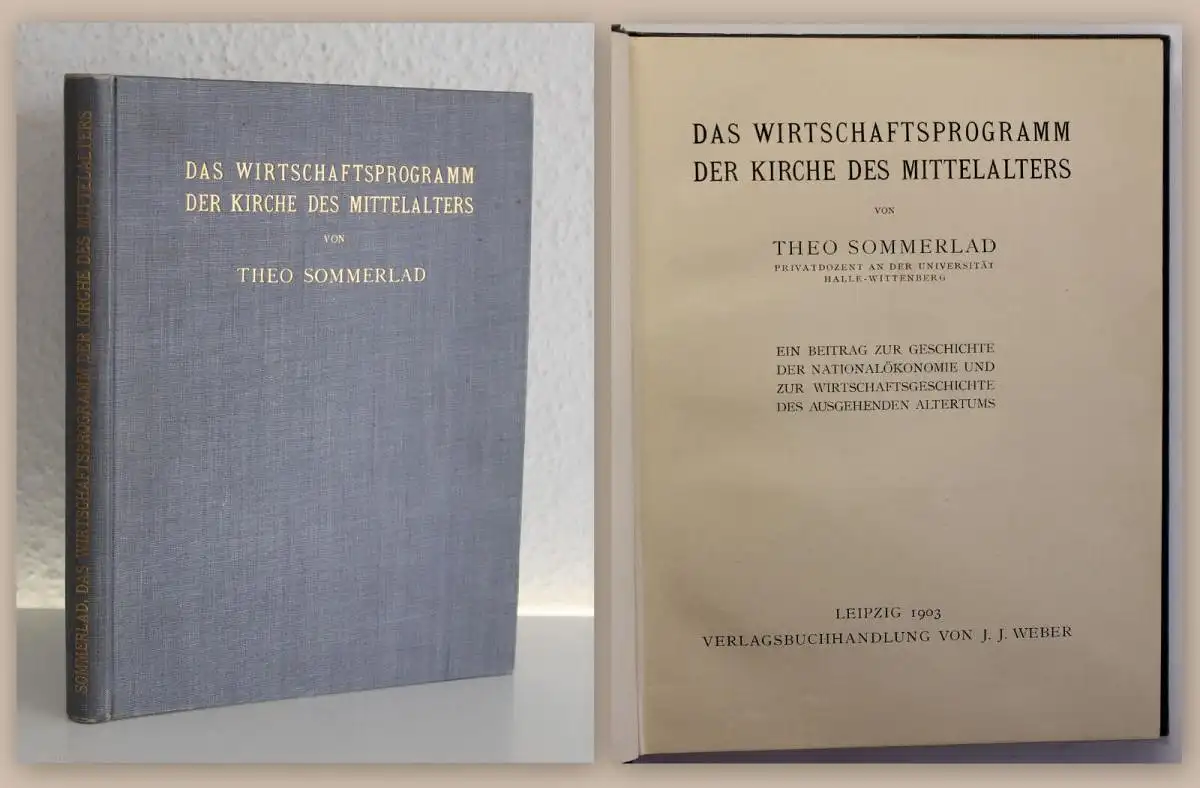 SOMMERLAD, DAS WIRTSCHAFTSPROGRAMM DER KIRCHE DES MITTELALTERS
DAS WIRTSCHAFTSPROGRAMM
DER KIRCHE DES MITTELALTERS
VON
THEO SOMMERLAD
DAS WIRTSCHAFTSPROGRAMM
DER KIRCHE DES MITTELALTERS
VON
THEO SOMMERLAD
PRIVATDOZENT AN DER UNIVERSITÄT
HALLE-WITTENBERG
EIN BEITRAG ZUR GESCHICHTE
DER NATIONALÖKONOMIE UND
ZUR WIRTSCHAFTSGESCHICHTE
DES AUSGEHENDEN ALTERTUMS
LEIPZIG 1903
VERLAGSBUCHHANDLUNG VON J. J. WEBER